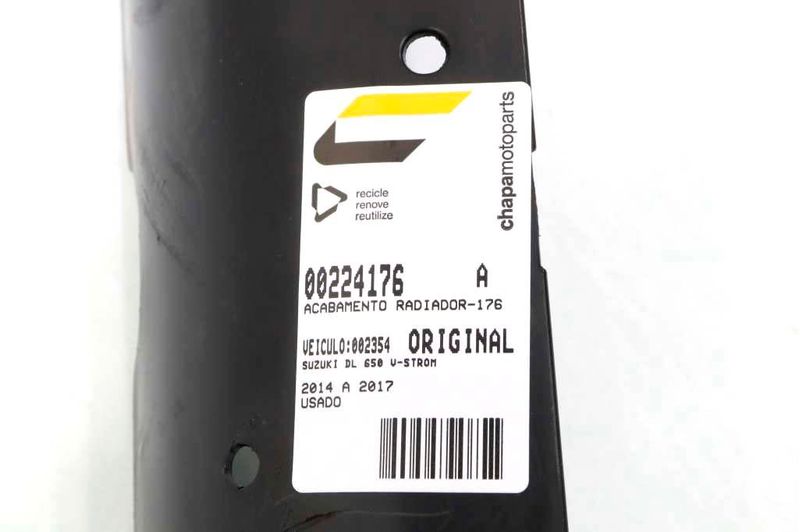 chapamotoparts
recicle
renove
reutilize
00224176 A
ACABAMENTO RADIADOR-176
VEICULO:002354 ORIGINAL
SUZUKI DL 650 V-STROM
2014 A 2017
USADO